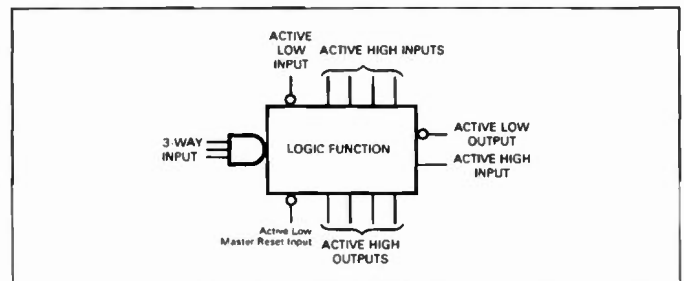 ACTIVE
LOW
INPUT
ACTIVE HIGH INPUTS
3-WAY
INPUT
LOGIC FUNCTION
ACTIVE LOW
OUTPUT
ACTIVE HIGH
INPUT
Active Low
Master Reset Input
ACTIVE HIGH
OUTPUTS